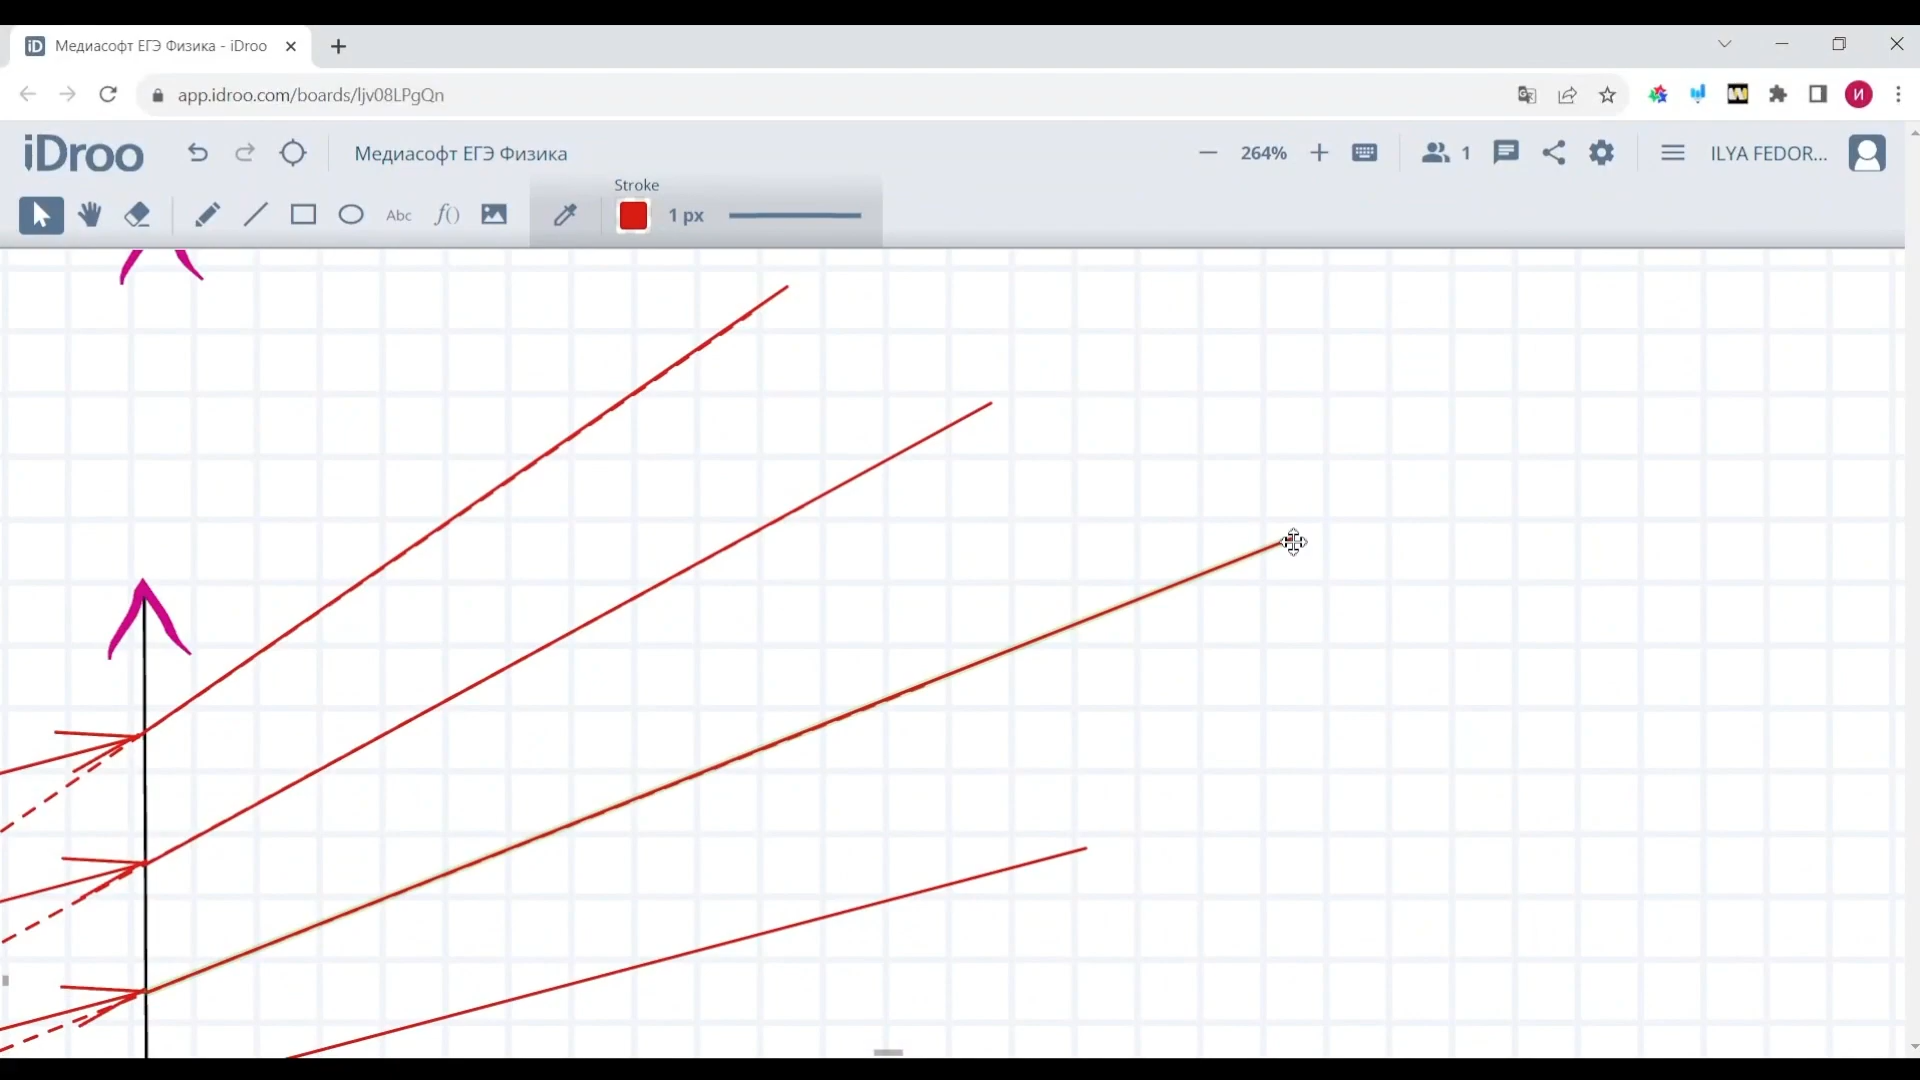 Медиасофт ЕГЭ Физика - iDroo
app.idroo.com/boards/ljv08LPgQn
iDroo
Медиасофт ЕГЭ Физика
264%
1
ILYA FEDOR...
Abc
f()
Stroke
1 px
И